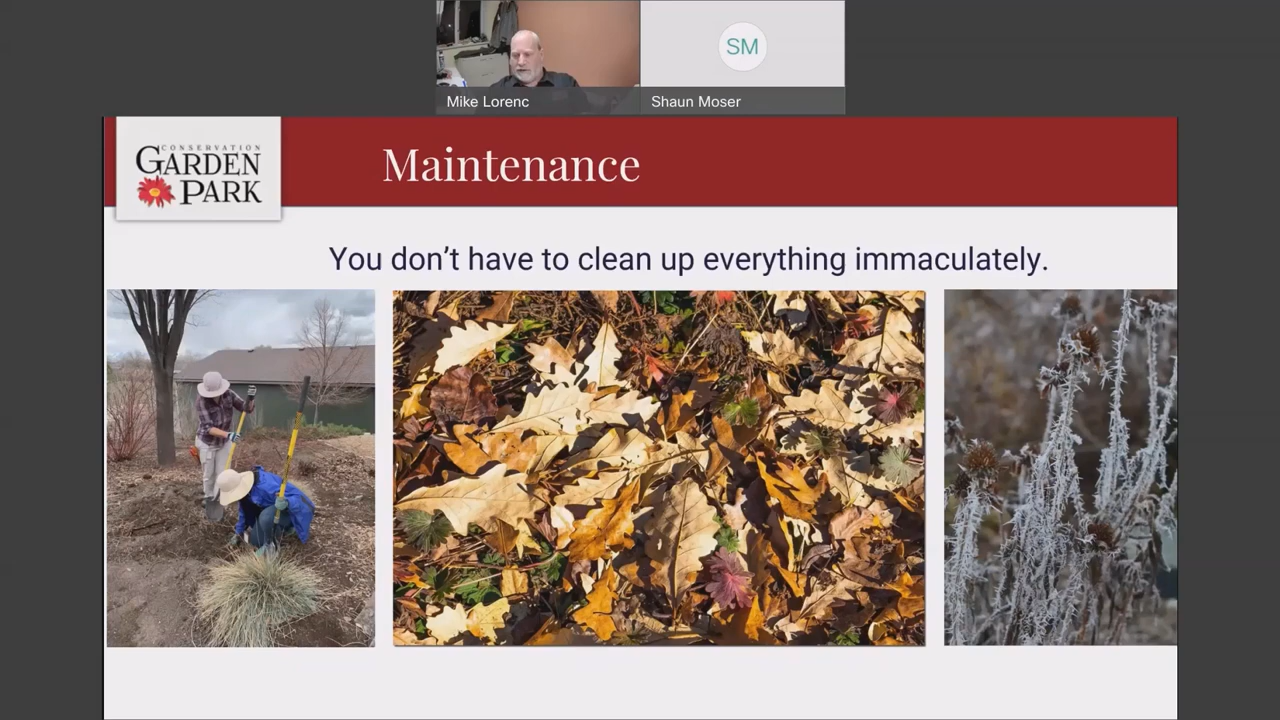 SM
Mike Lorenc
Shaun Moser
CONSERVATION
GARDEN
PARK
Maintenance
You don't have to clean up everything immaculately.